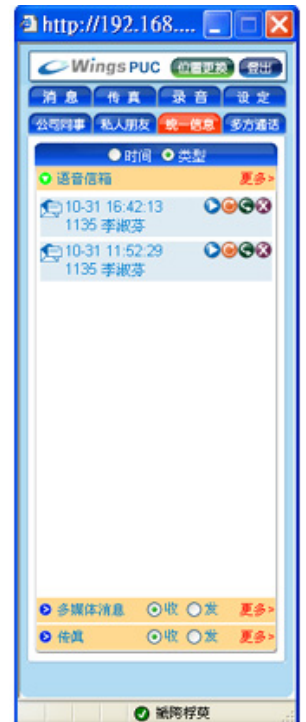 http://192.168....
Wings PUC 位置更换 登出
消息 传真 录音 设定
公司同事 私人朋友 统一信息 多方通话
时间 类型
语音信箱 更多»
10-31 16:42:13
1135 李淑芬
10-31 11:52:29
1135 李淑芬
多媒体消息 收 发 更多»
传真 收 发 更多»